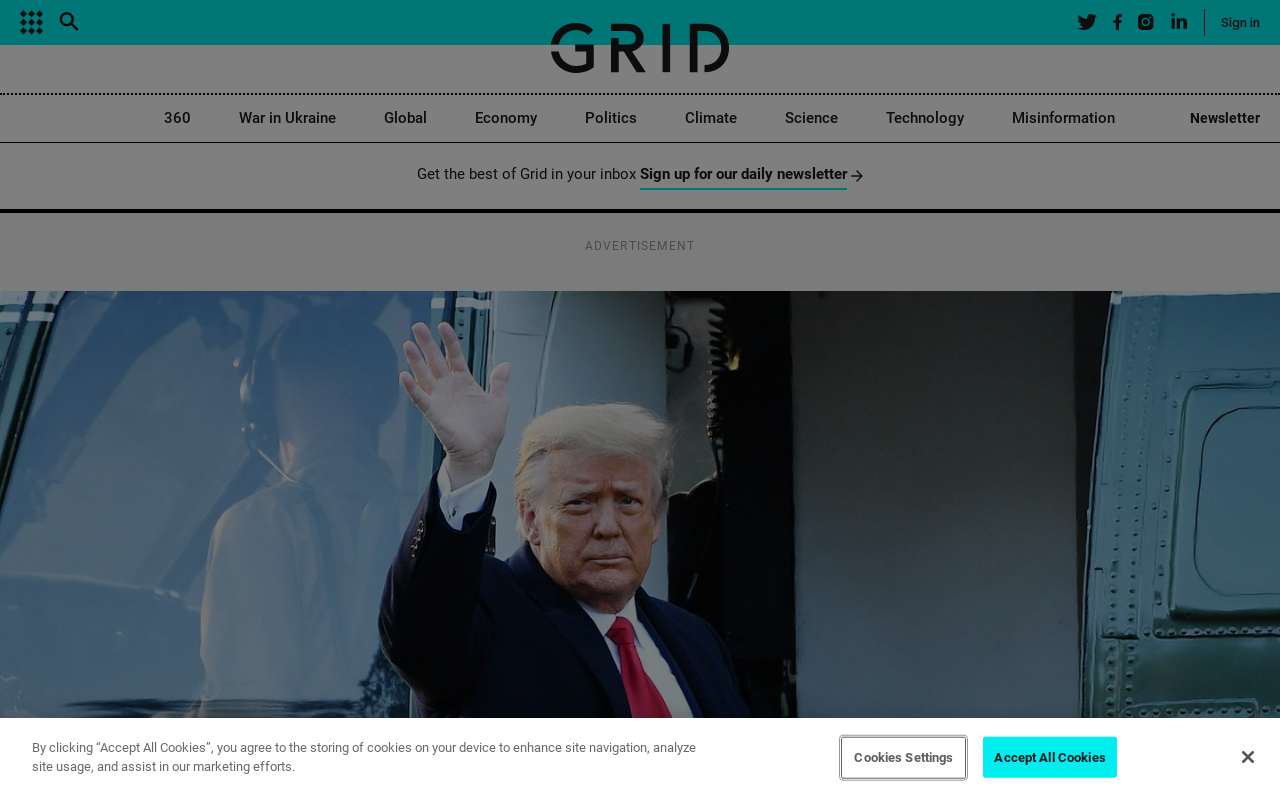 Sign in
GRID
360 War in Ukraine Global Economy Politics Climate Science Technology Misinformation Newsletter
Get the best of Grid in your inbox Sign up for our daily newsletter
ADVERTISEMENT
By clicking “Accept All Cookies”, you agree to the storing of cookies on your device to enhance site navigation, analyze
site usage, and assist in our marketing efforts.
Cookies Settings
Accept All Cookies